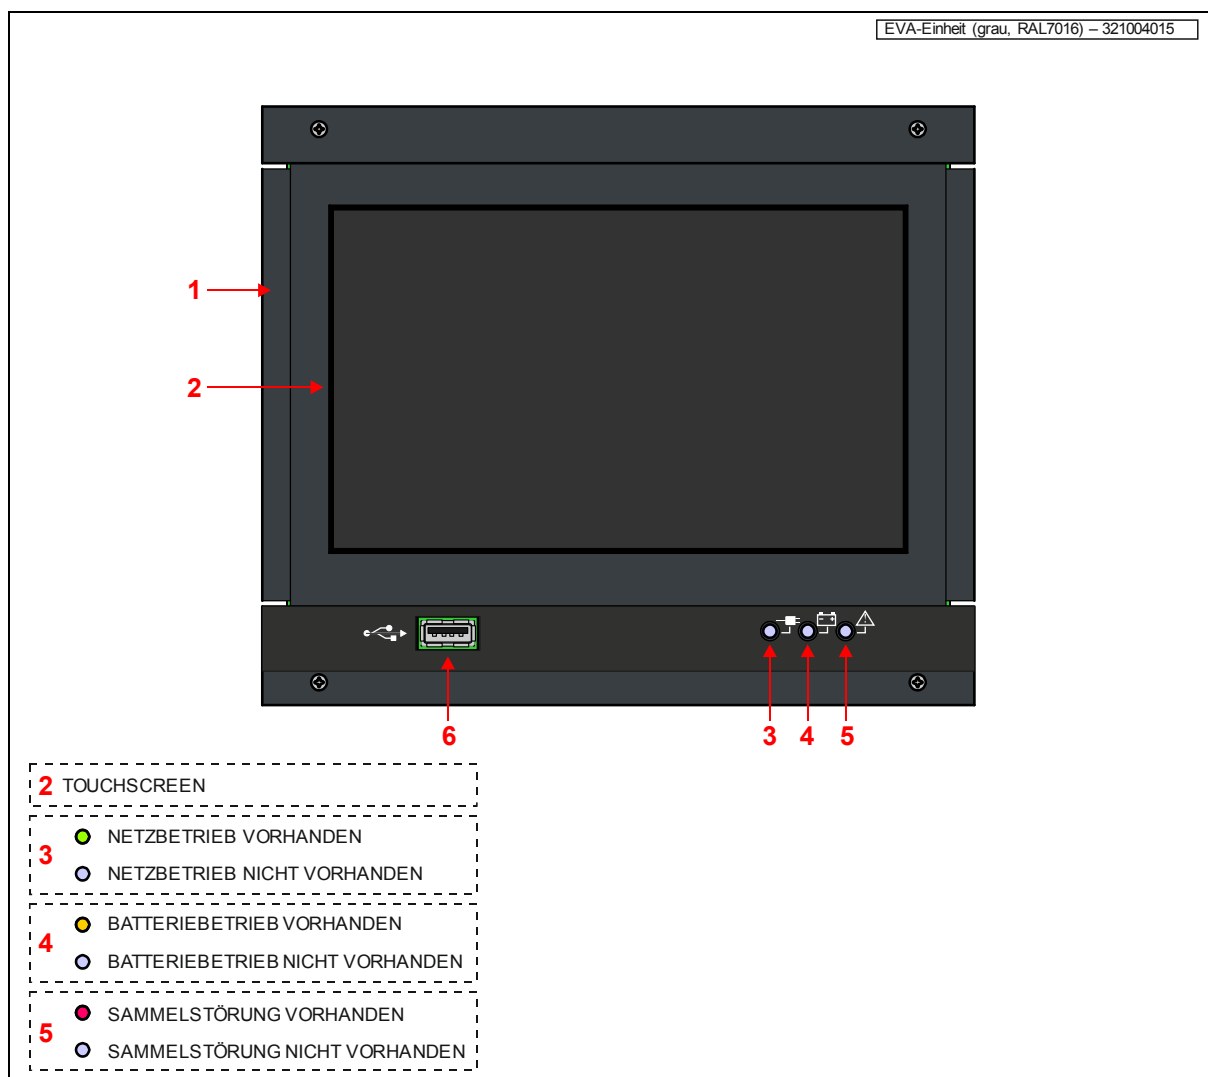 EVA-Einheit (grau, RAL7016) – 321004015
1
2
6
3 4 5
2 TOUCHSCREEN
3
NETZBETRIEB VORHANDEN
NETZBETRIEB NICHT VORHANDEN
4
BATTERIEBETRIEB VORHANDEN
BATTERIEBETRIEB NICHT VORHANDEN
5
SAMMELSTÖRUNG VORHANDEN
SAMMELSTÖRUNG NICHT VORHANDEN